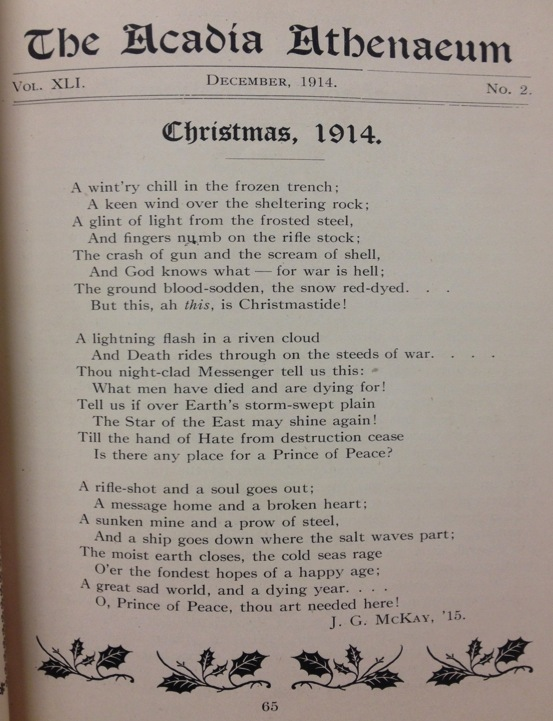 The Acadia Athenaeum
Vol. XLI. December, 1914. No. 2.
Christmas, 1914.
A wint'ry chill in the frozen trench;
A keen wind over the sheltering rock;
A glint of light from the frosted steel,
And fingers numb on the rifle stock;
The crash of gun and the scream of shell,
And God knows what — for war is hell;
The ground blood-sodden, the snow red-dyed. . .
But this, ah this, is Christmastide!
A lightning flash in a riven cloud
And Death rides through on the steeds of war. . . .
Thou night-clad Messenger tell us this:
What men have died and are dying for!
Tell us if over Earth's storm-swept plain
The Star of the East may shine again!
Till the hand of Hate from destruction cease
Is there any place for a Prince of Peace?
A rifle-shot and a soul goes out;
A message home and a broken heart;
A sunken mine and a prow of steel,
And a ship goes down where the salt waves part;
The moist earth closes, the cold seas rage
O'er the fondest hopes of a happy age;
A great sad world, and a dying year. . . .
O, Prince of Peace, thou art needed here!
J. G. McKay, '15.
65